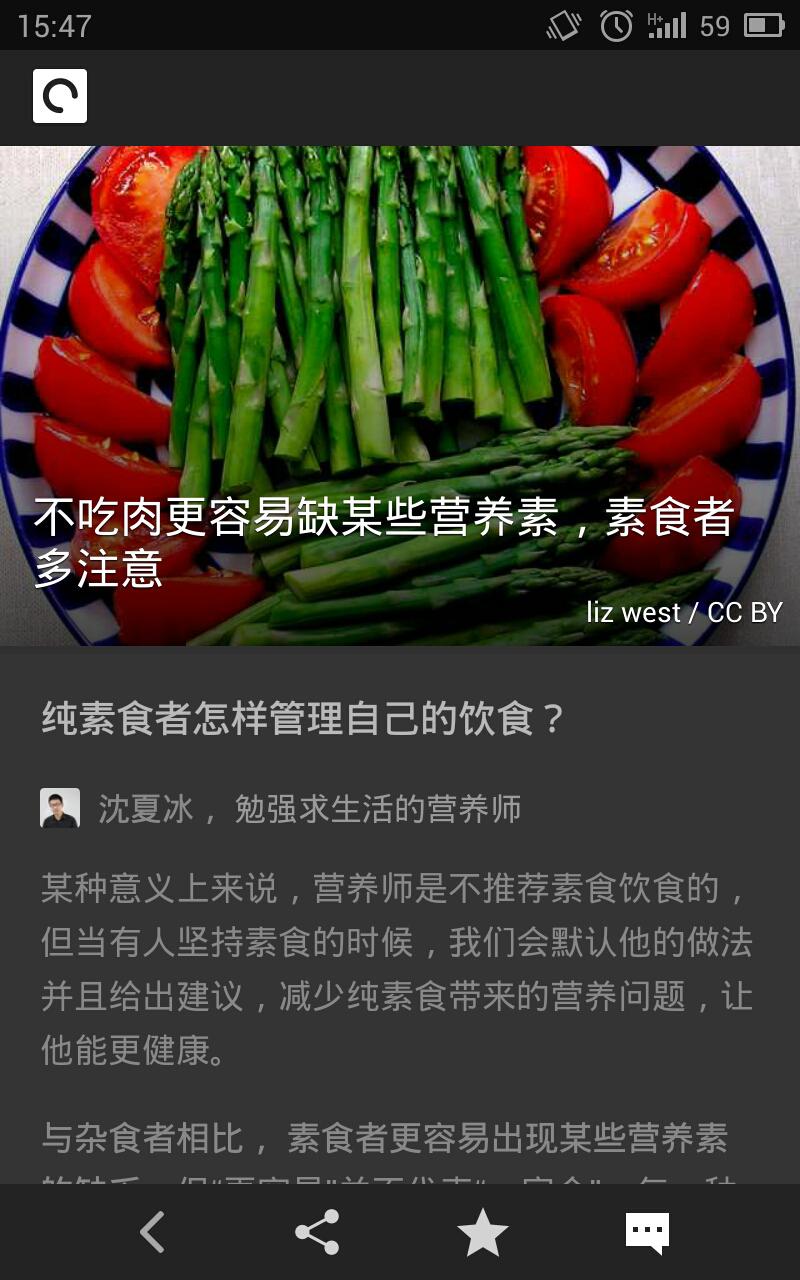 15:47
H+
59
不吃肉更容易缺某些营养素，素食者
多注意
liz west / CC BY
纯素食者怎样管理自己的饮食？
沈夏冰， 勉强求生活的营养师
某种意义上来说，营养师是不推荐素食饮食的，
但当有人坚持素食的时候，我们会默认他的做法
并且给出建议，减少纯素食带来的营养问题，让
他能更健康。
与杂食者相比， 素食者更容易出现某些营养素